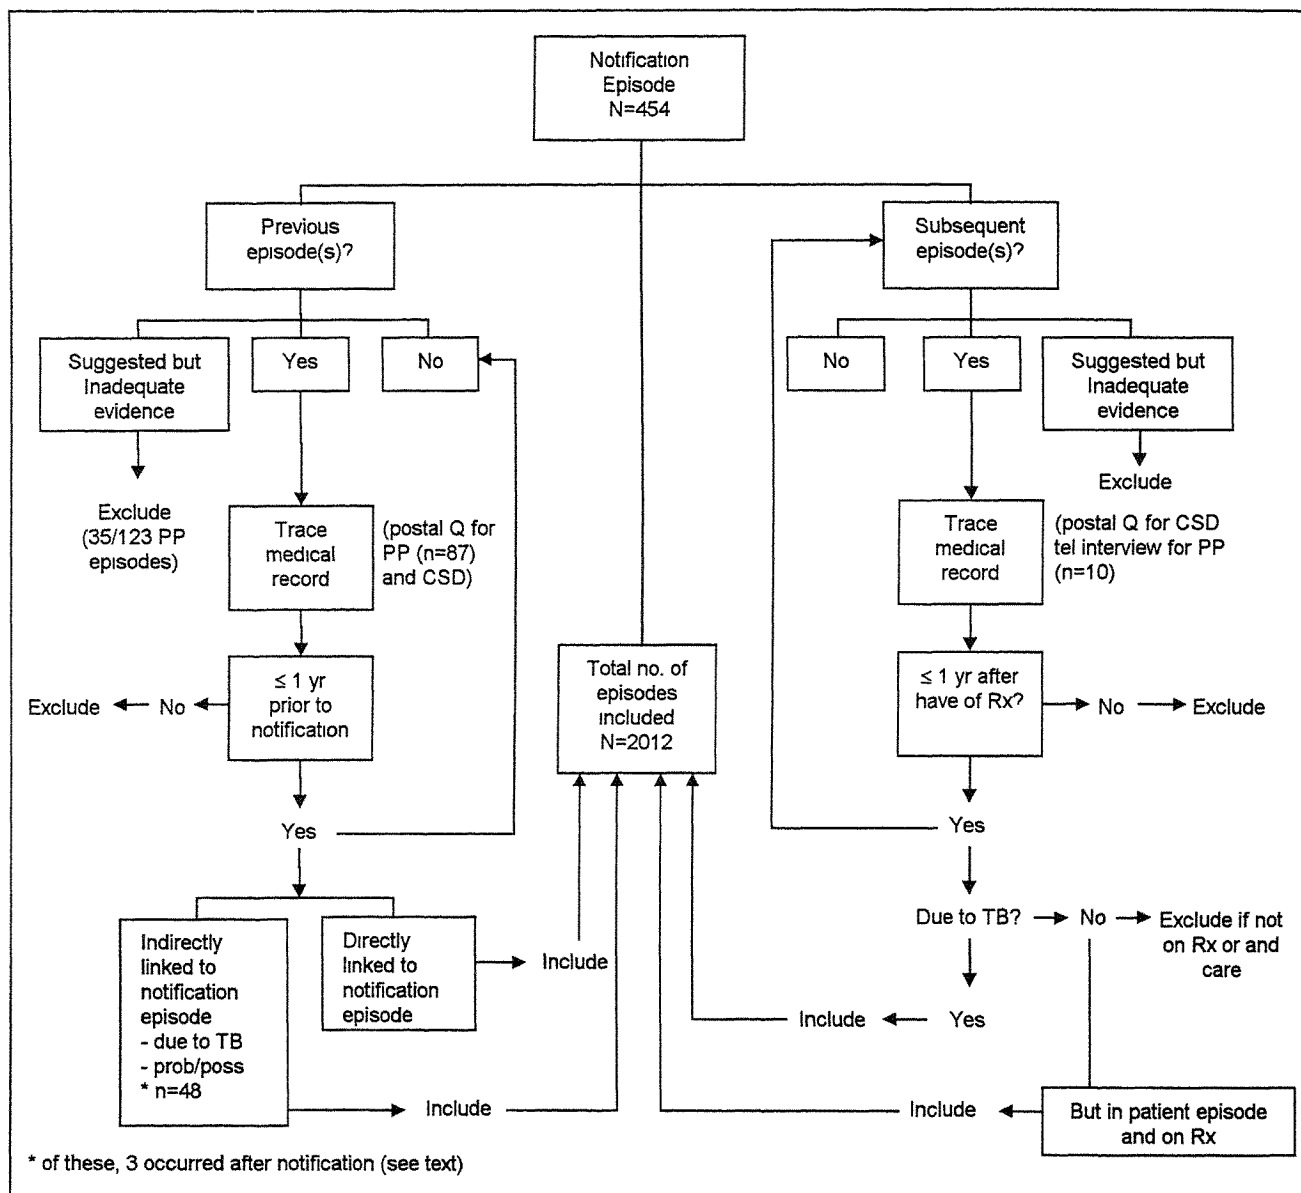 Notification
Episode
N=454
Previous
episode(s)?
Suggested but
Inadequate
evidence
Yes
No
Exclude
(35/123 PP
episodes)
Trace
medical
record
(postal Q for
PP (n=87)
and CSD)
≤ 1 yr
prior to
notification
No
Exclude
Yes
Indirectly
linked to
notification
episode
- due to TB
- prob/poss
* n=48
Directly
linked to
notification
episode
Include
Include
Total no. of
episodes
included
N=2012
Subsequent
episode(s)?
No
Yes
Suggested but
Inadequate
evidence
Exclude
Trace
medical
record
(postal Q for CSD
tel interview for PP
(n=10)
≤ 1 yr after
have of Rx?
No
Exclude
Yes
Due to TB?
No
Exclude if not
on Rx or and
care
Yes
Include
But in patient episode
and on Rx
Include
* of these, 3 occurred after notification (see text)